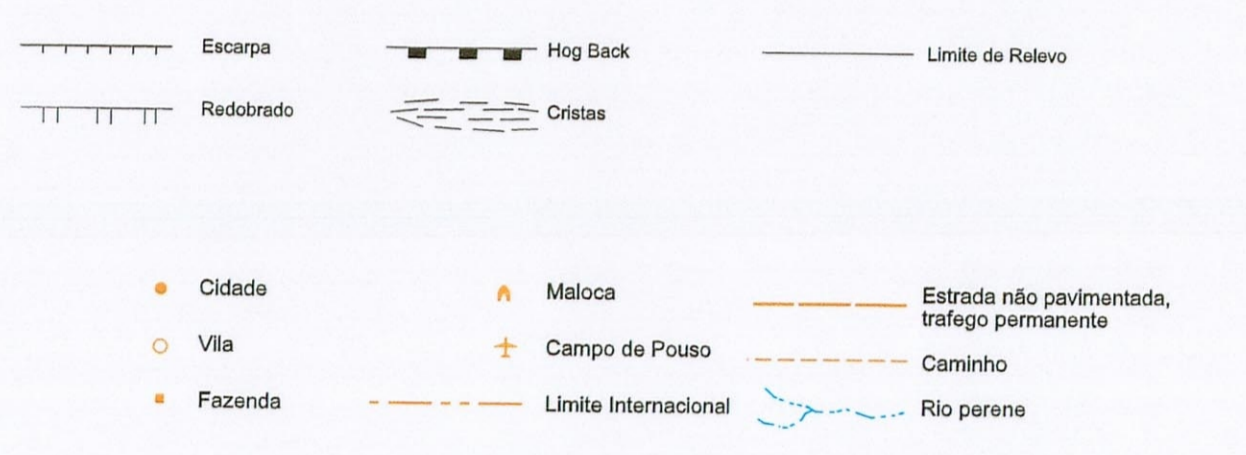 Escarpa
Hog Back
Limite de Relevo
Redobrado
Cristas
Cidade
Maloca
Estrada não pavimentada,
trafego permanente
Vila
Campo de Pouso
Caminho
Fazenda
Limite Internacional
Rio perene